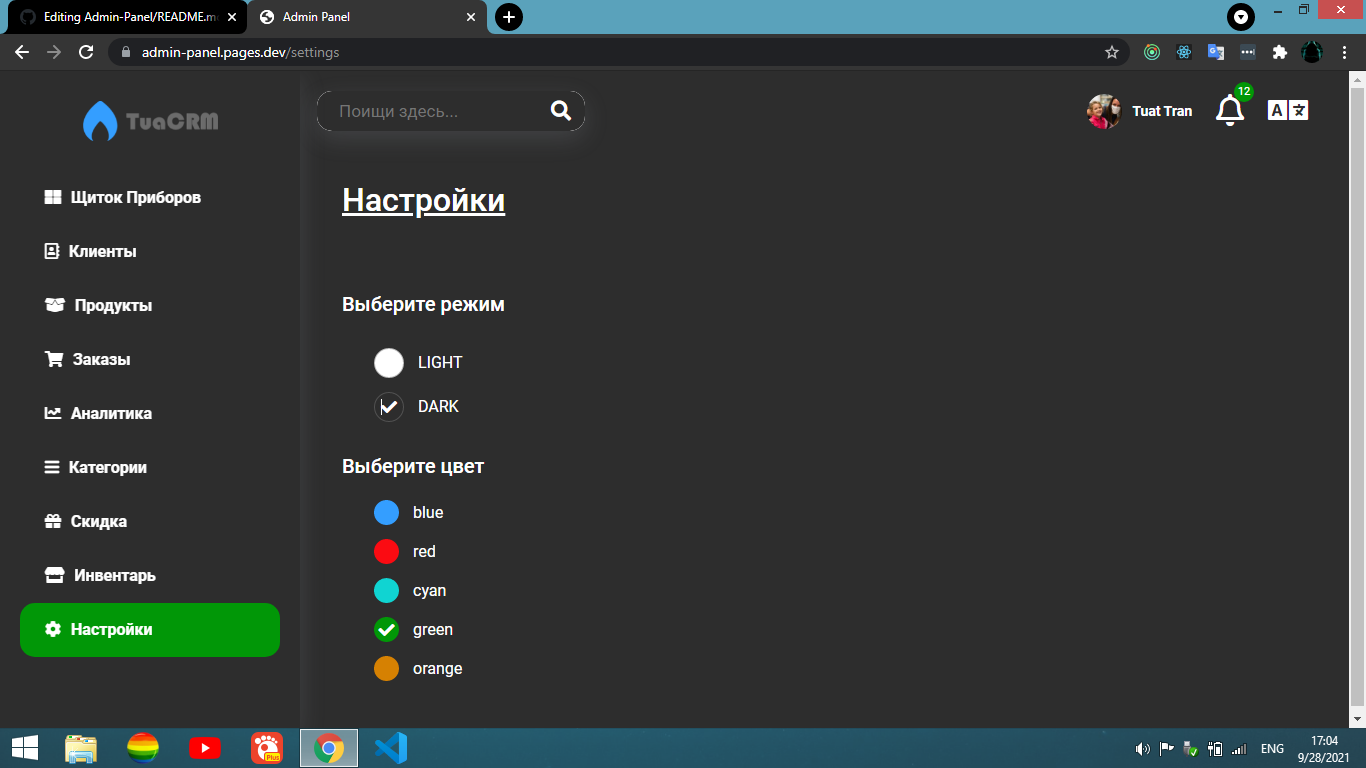 Editing Admin-Panel/README.m
Admin Panel
admin-panel.pages.dev/settings
TuaCRM
Поищи здесь...
Tuat Tran
12
A
Щиток Приборов
Клиенты
Продукты
Заказы
Аналитика
Категории
Скидка
Инвентарь
Настройки
Настройки
Выберите режим
LIGHT
DARK
Выберите цвет
blue
red
cyan
green
orange
Plus
ENG
17:04
9/28/2021